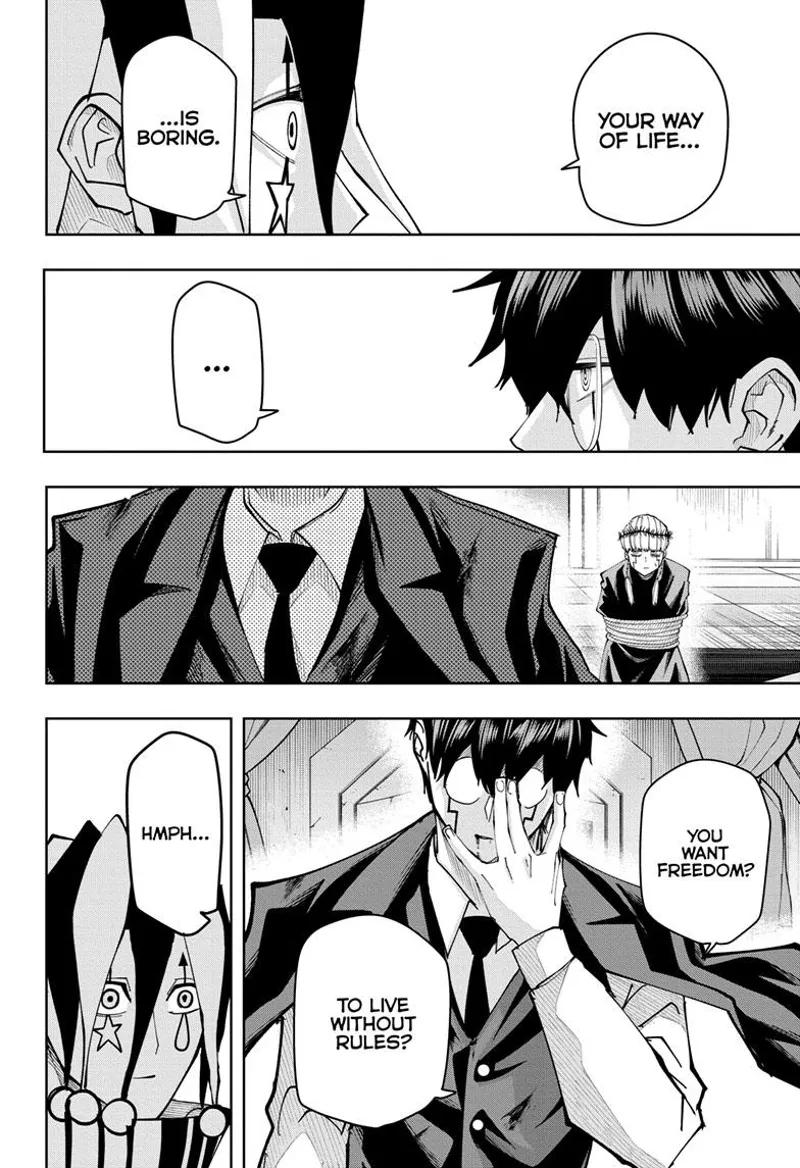 YOUR WAY
OF LIFE...
...IS
BORING.
...
YOU
WANT
FREEDOM?
TO LIVE
WITHOUT
RULES?
HMPH...